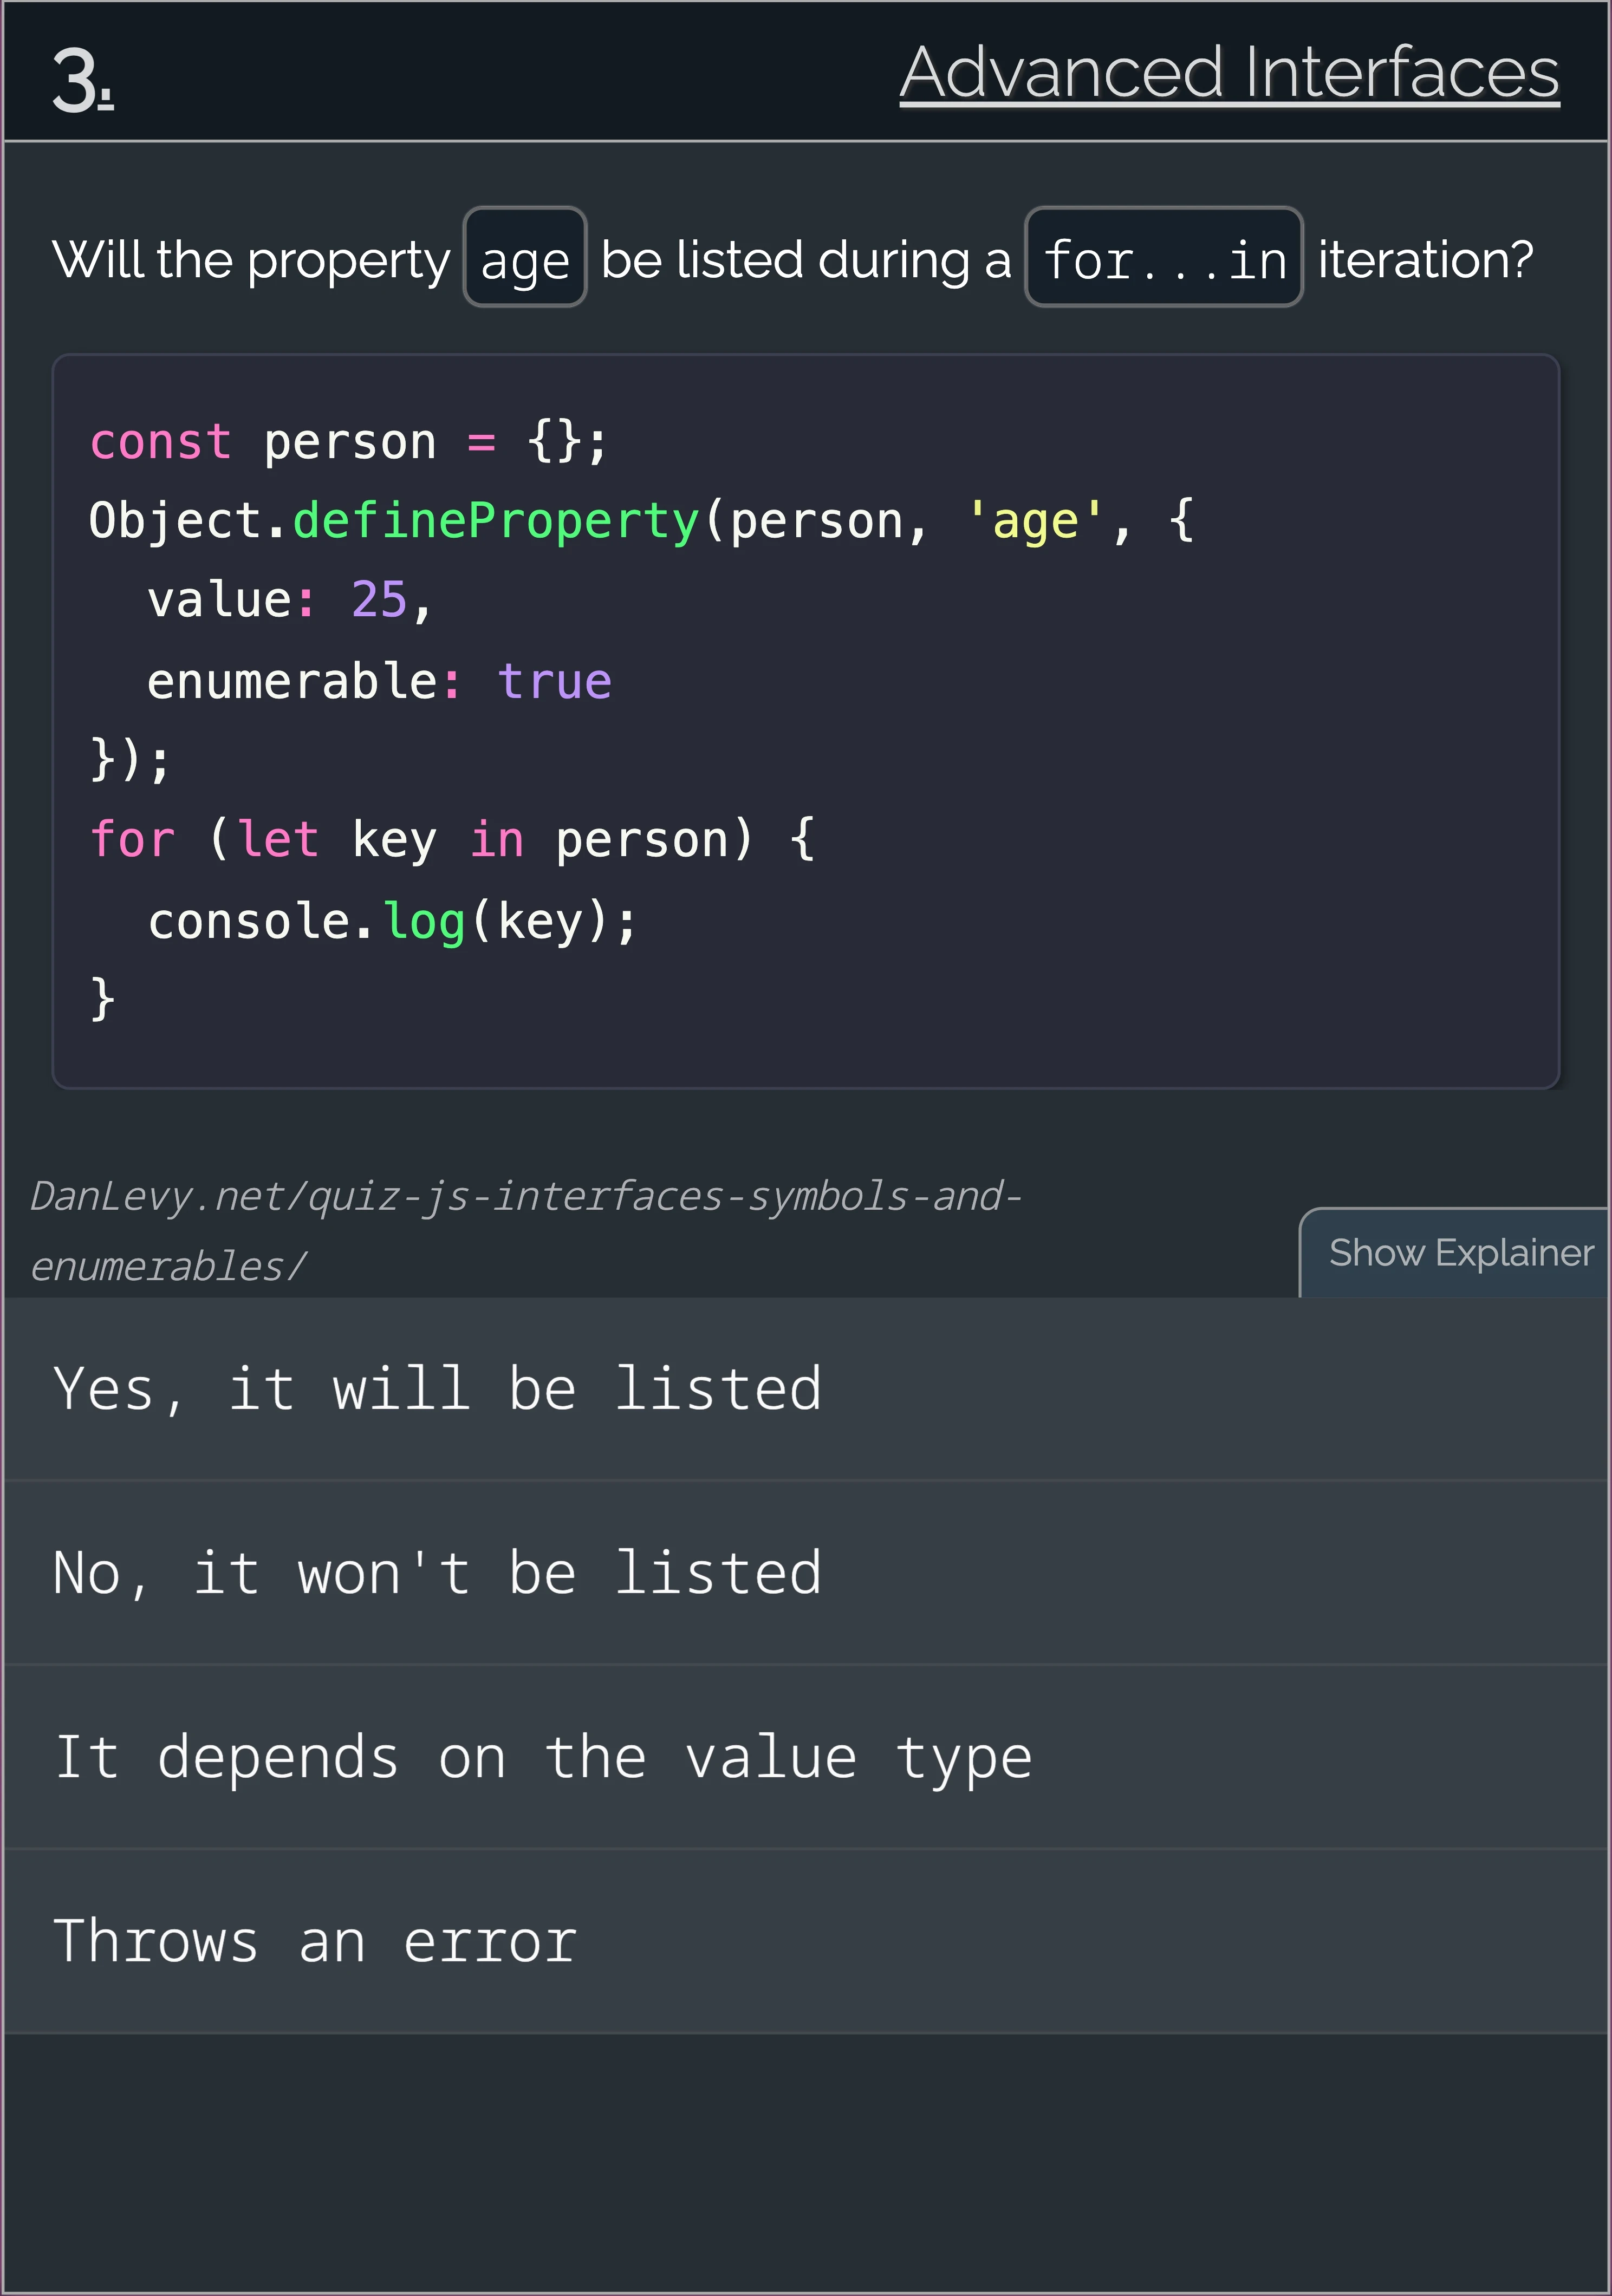 3.
Advanced Interfaces
Will the property age be listed during a for...in iteration?
const person = {};
Object.defineProperty(person, 'age', {
  value: 25,
  enumerable: true
});
for (let key in person) {
  console.log(key);
}
DanLevy.net/quiz-js-interfaces-symbols-and-
enumerables/
Show Explainer
Yes, it will be listed
No, it won't be listed
It depends on the value type
Throws an error